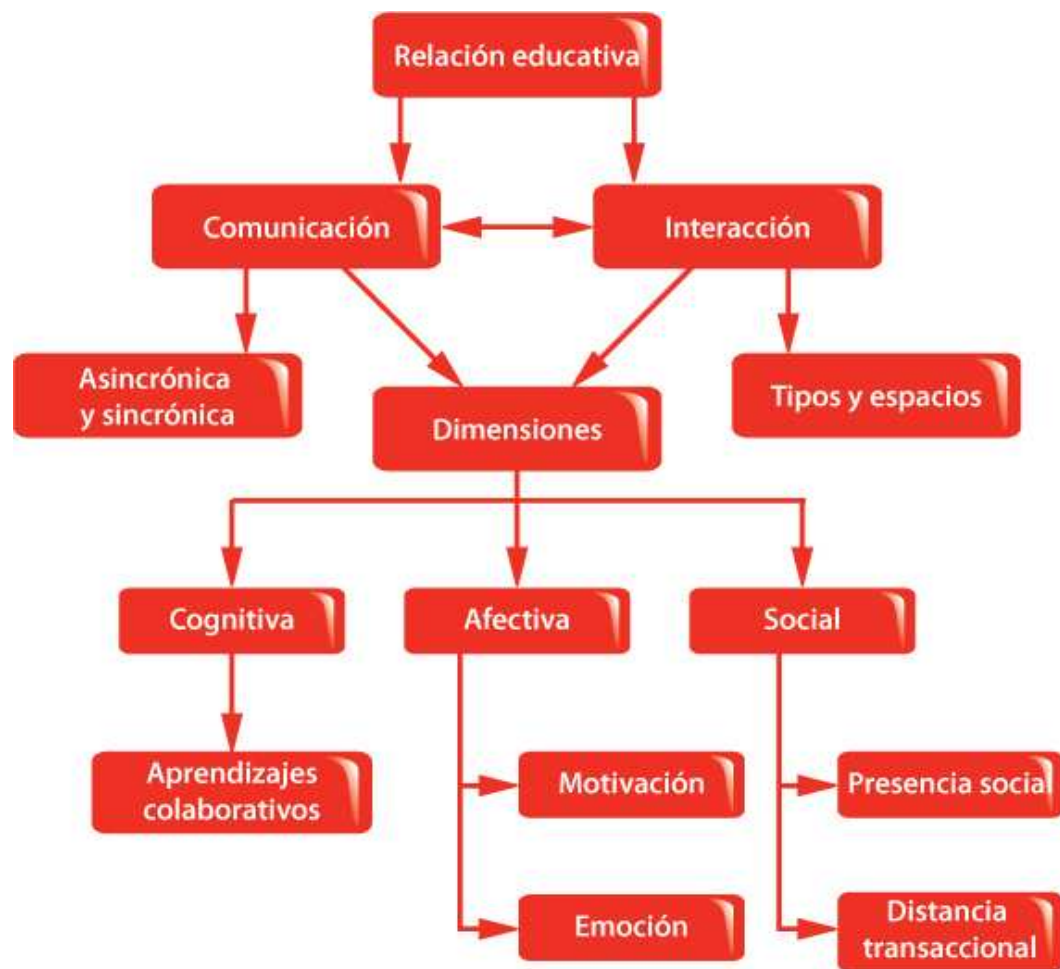 Relación educativa
Comunicación
Interacción
Asincrónica
y sincrónica
Dimensiones
Tipos y espacios
Cognitiva
Afectiva
Social
Aprendizajes
colaborativos
Motivación
Presencia social
Emoción
Distancia
transaccional